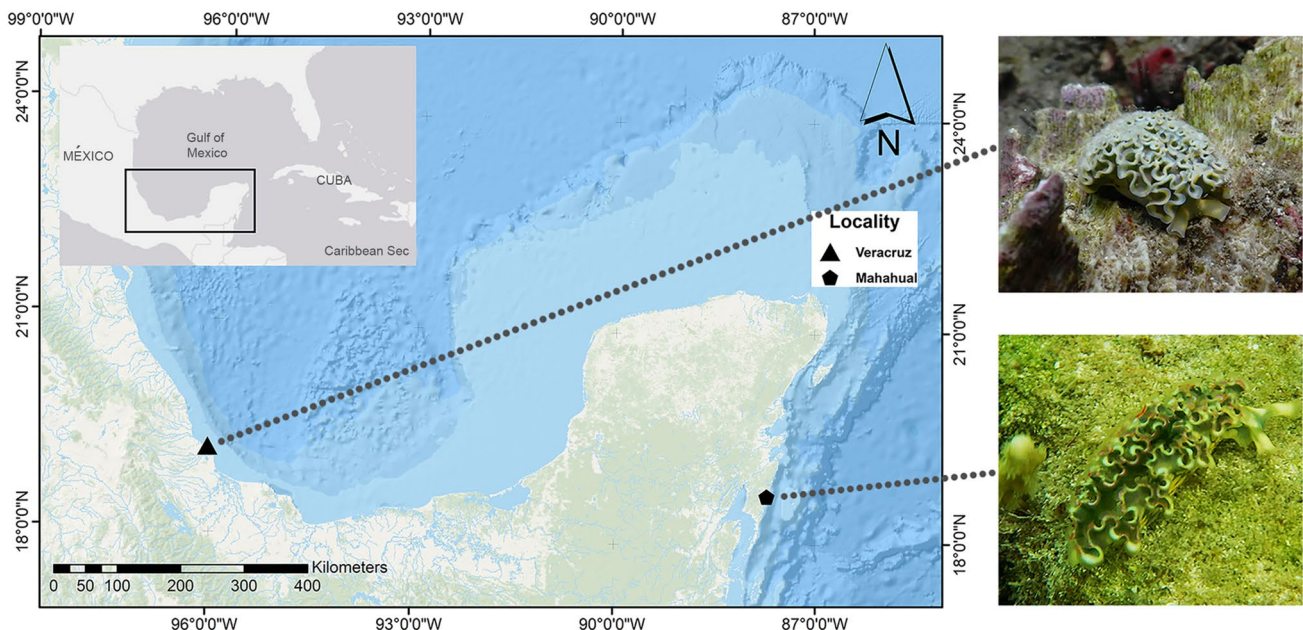 99°0'0"W 96°0'0"W 93°0'0"W 90°0'0"W 87°0'0"W
24°0'0"N
21°0'0"N
18°0'0"N
Gulf of
Mexico
MÉXICO
CUBA
Caribbean Sec
N
24°0'0"N
21°0'0"N
18°0'0"N
Locality
Veracruz
Mahahual
Kilometers
0 50 100 200 300 400
96°0'0"W 93°0'0"W 90°0'0"W 87°0'0"W